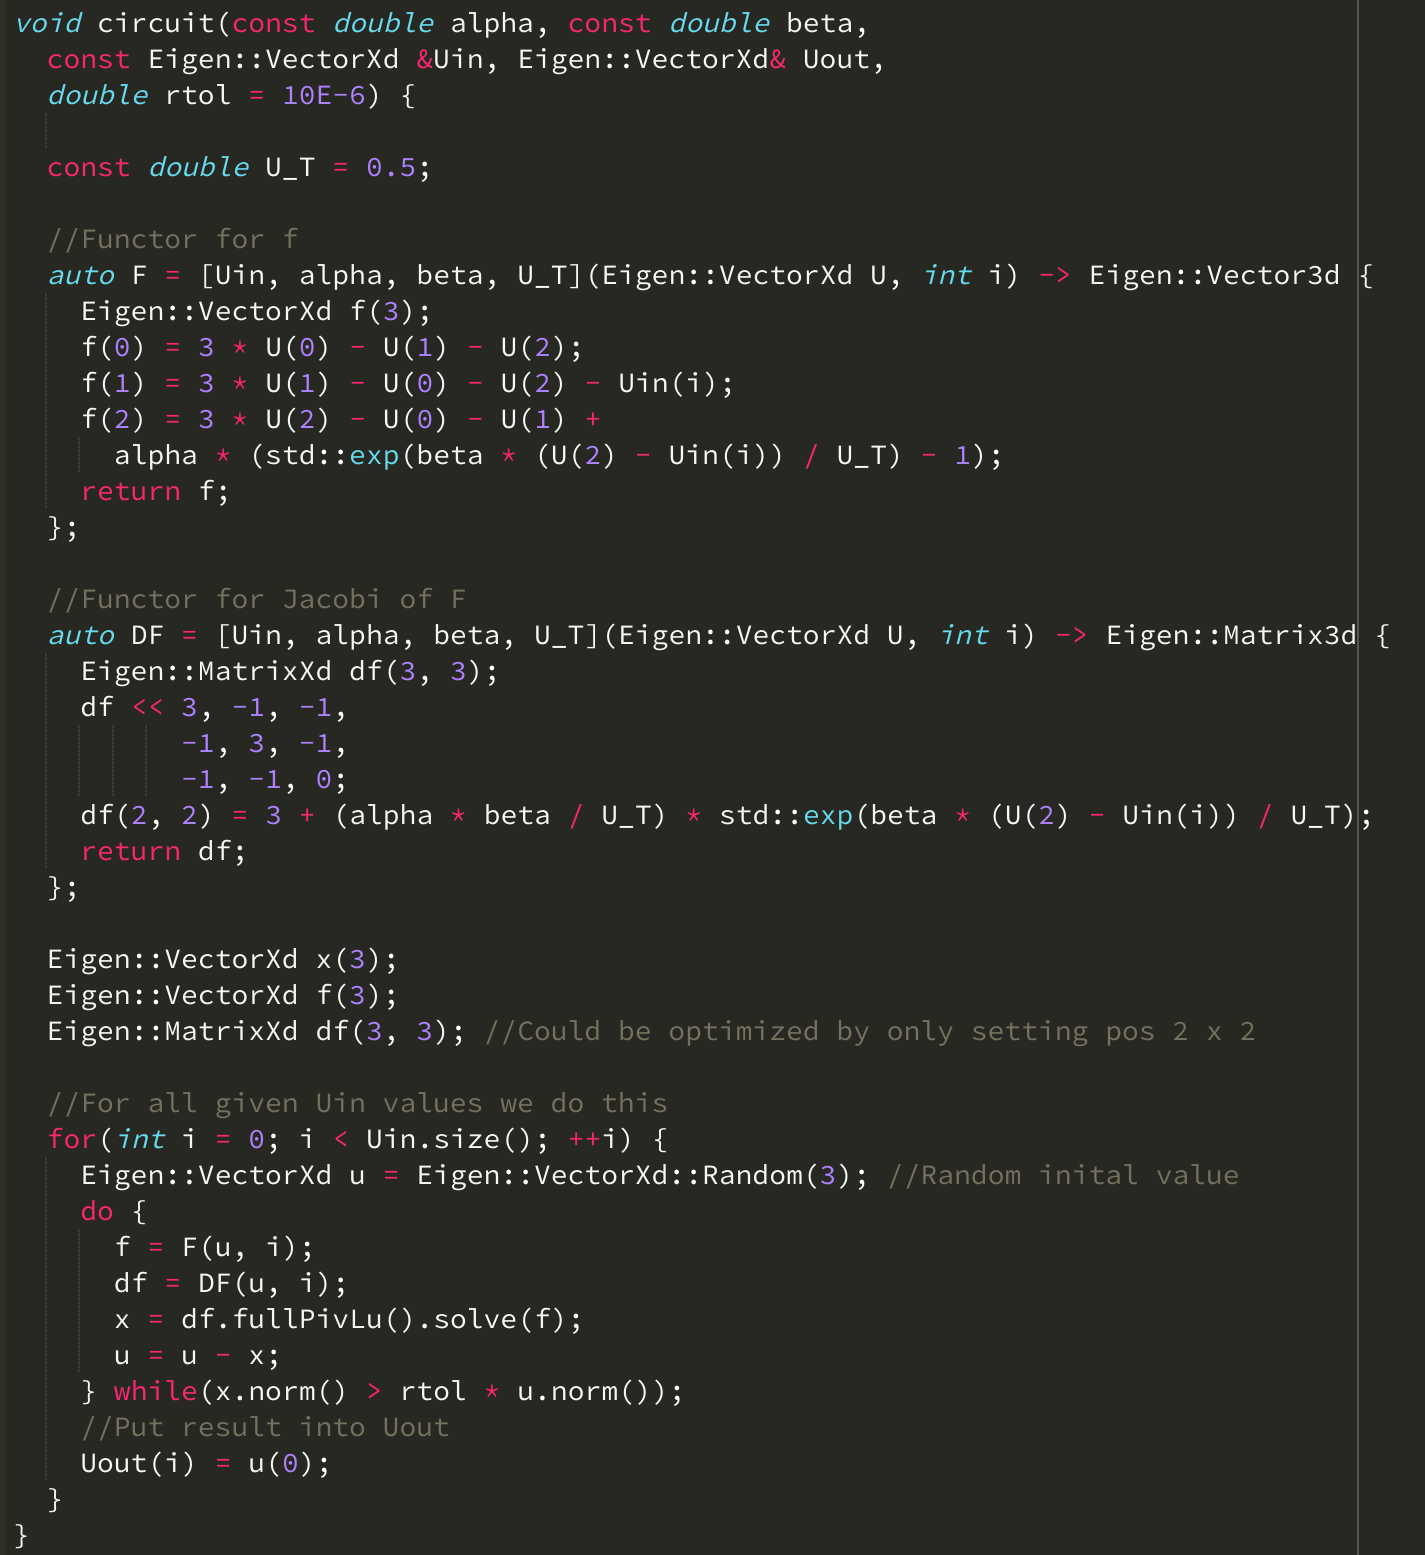 void circuit(const double alpha, const double beta,
  const Eigen::VectorXd &Uin, Eigen::VectorXd& Uout,
  double rtol = 10E-6) {

  const double U_T = 0.5;

  //Functor for f
  auto F = [Uin, alpha, beta, U_T](Eigen::VectorXd U, int i) -> Eigen::Vector3d {
    Eigen::VectorXd f(3);
    f(0) = 3 * U(0) - U(1) - U(2);
    f(1) = 3 * U(1) - U(0) - U(2) - Uin(i);
    f(2) = 3 * U(2) - U(0) - U(1) +
      alpha * (std::exp(beta * (U(2) - Uin(i)) / U_T) - 1);
    return f;
  };

  //Functor for Jacobi of F
  auto DF = [Uin, alpha, beta, U_T](Eigen::VectorXd U, int i) -> Eigen::Matrix3d {
    Eigen::MatrixXd df(3, 3);
    df << 3, -1, -1,
          -1, 3, -1,
          -1, -1, 0;
    df(2, 2) = 3 + (alpha * beta / U_T) * std::exp(beta * (U(2) - Uin(i)) / U_T);
    return df;
  };

  Eigen::VectorXd x(3);
  Eigen::VectorXd f(3);
  Eigen::MatrixXd df(3, 3); //Could be optimized by only setting pos 2 x 2

  //For all given Uin values we do this
  for(int i = 0; i < Uin.size(); ++i) {
    Eigen::VectorXd u = Eigen::VectorXd::Random(3); //Random inital value
    do {
      f = F(u, i);
      df = DF(u, i);
      x = df.fullPivLu().solve(f);
      u = u - x;
    } while(x.norm() > rtol * u.norm());
    //Put result into Uout
    Uout(i) = u(0);
  }
}